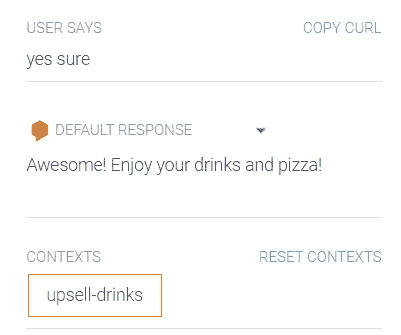 USER SAYS COPY CURL
yes sure
DEFAULT RESPONSE
Awesome! Enjoy your drinks and pizza!
CONTEXTS RESET CONTEXTS
upsell-drinks